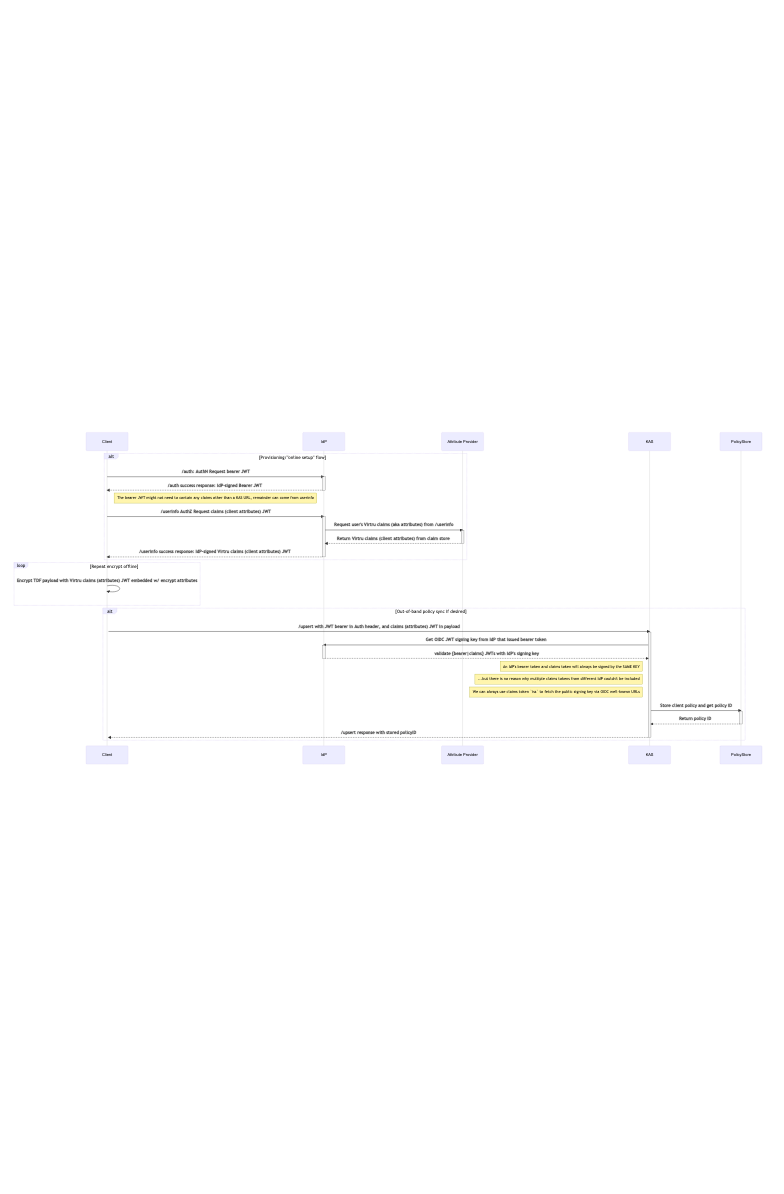 Client IdP Attribute Provider KAS PolicyStore
alt [Provisioning/"online setup" flow]
/auth: AuthN Request bearer JWT
/auth success response: IdP-signed Bearer JWT
The bearer JWT might not need to contain any claims other than a KAS URL, remainder can come from userinfo
/userinfo AuthZ Request claims (client attributes) JWT
Request user's Virtru claims (aka attributes) from /userinfo
Return Virtru claims (client attributes) from claim store
/userinfo success response: IdP-signed Virtru claims (client attributes) JWT
loop [Repeat encrypt offline]
Encrypt TDF payload with Virtru claims (attributes) JWT embedded w/ encrypt attributes
alt [Out-of-band policy sync if desired]
/upsert with JWT bearer in Auth header, and claims (attributes) JWT in payload
Get OIDC JWT signing key from IdP that issued bearer token
validate [bearer|claims] JWTs with IdP's signing key
An IdP's bearer token and claims token will always be signed by the SAME KEY
... but there is no reason why multiple claims tokens from different IdP couldn't be included
We can always use claims token `iss` to fetch the public signing key via OIDC well-known URLs
Store client policy and get policy ID
Return policy ID
/upsert response with stored policyID
Client IdP Attribute Provider KAS PolicyStore